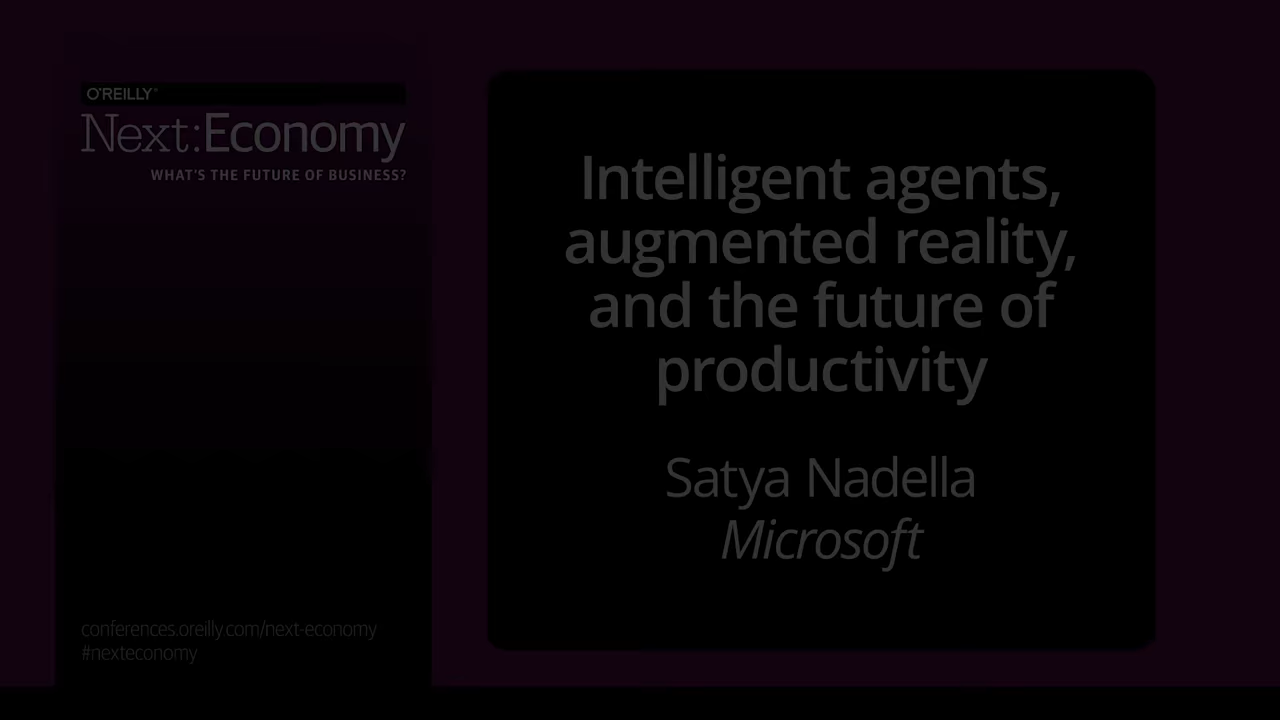 O'REILLY®
Next:Economy
WHAT'S THE FUTURE OF BUSINESS?
Intelligent agents,
augmented reality,
and the future of
productivity
Satya Nadella
Microsoft
conferences.oreilly.com/next-economy
#nexteconomy